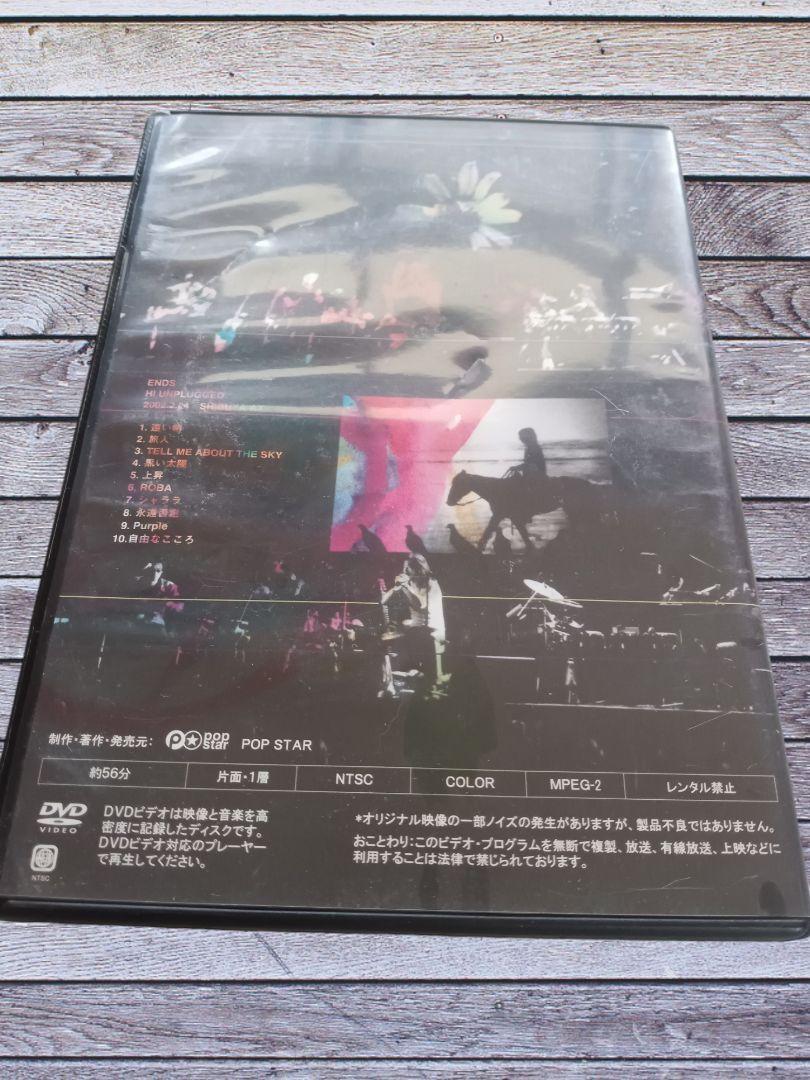 ENDS
HI UNPLUGGED
2002.2.24 SHIBUYA
1. 遠い
2. 旅人
3. TELL ME ABOUT THE SKY
4. 黒い太陽
5. 上昇
6. ROBA
7. シャララ
8. 永遠
9. Purple
10.自由なこころ
制作・著作・発売元: pop star POP STAR
約56分 片面・1層 NTSC COLOR MPEG-2 レンタル禁止
DVD VIDEO
NTSC
DVDビデオは映像と音楽を高
密度に記録したディスクです。
DVDビデオ対応のプレーヤー
で再生してください。
*オリジナル映像の一部ノイズの発生がありますが、製品不良ではありません。
おことわり:このビデオ・プログラムを無断で複製、放送、有線放送、上映などに
利用することは法律で禁じられております。